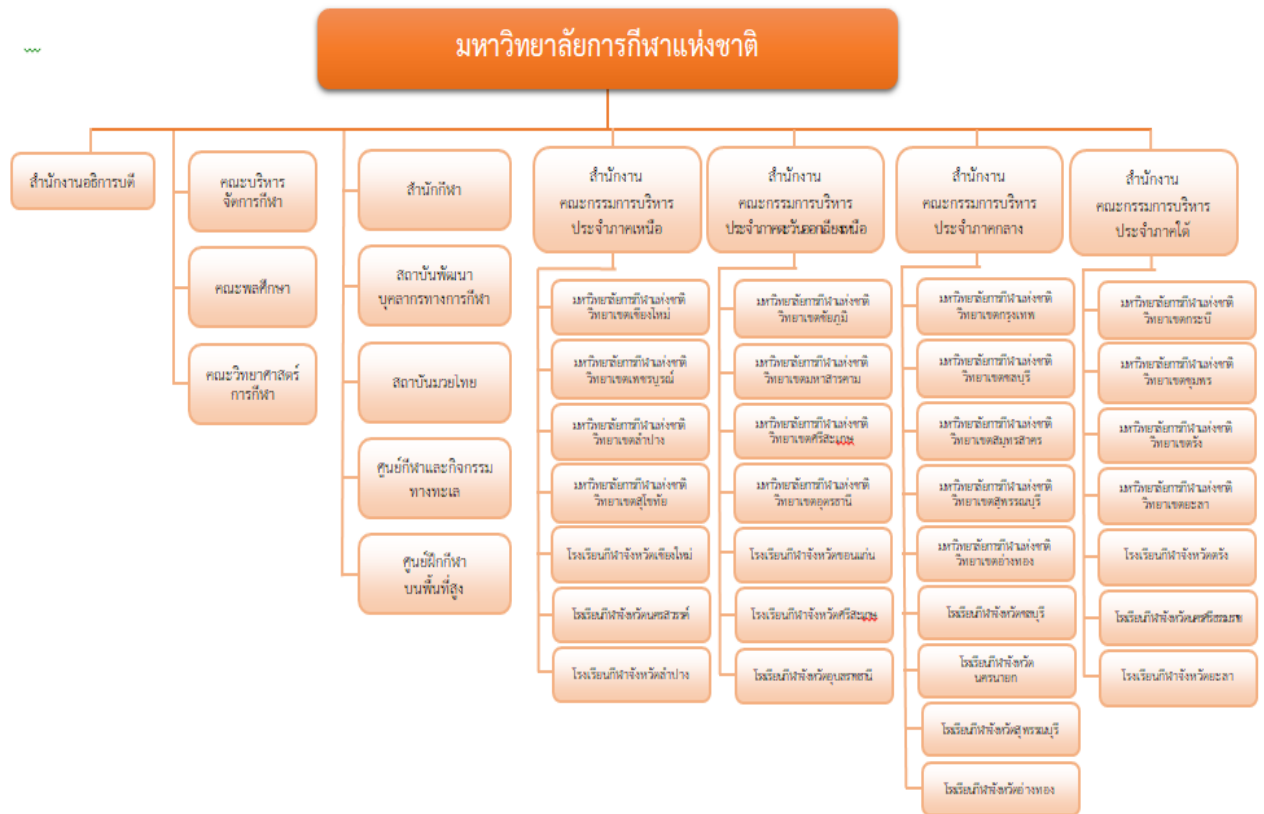 มหาวิทยาลัยการกีฬาแห่งชาติ
สำนักงานอธิการบดี
คณะบริหาร
จัดการกีฬา
คณะพลศึกษา
คณะวิทยาศาสตร์
การกีฬา
สำนักกีฬา
สถาบันพัฒนา
บุคลากรทางการกีฬา
สถาบันมวยไทย
ศูนย์กีฬาและกิจกรรม
ทางทะเล
ศูนย์ฝึกกีฬา
บนพื้นที่สูง
สำนักงาน
คณะกรรมการบริหาร
ประจำภาคเหนือ
มหาวิทยาลัยการกีฬาแห่งชาติ
วิทยาเขตเชียงใหม่
มหาวิทยาลัยการกีฬาแห่งชาติ
วิทยาเขตเพชรบูรณ์
มหาวิทยาลัยการกีฬาแห่งชาติ
วิทยาเขตลำปาง
มหาวิทยาลัยการกีฬาแห่งชาติ
วิทยาเขตสุโขทัย
โรงเรียนกีฬาจังหวัดเชียงใหม่
โรงเรียนกีฬาจังหวัดนครสวรรค์
โรงเรียนกีฬาจังหวัดลำปาง
สำนักงาน
คณะกรรมการบริหาร
ประจำภาคตะวันออกเฉียงเหนือ
มหาวิทยาลัยการกีฬาแห่งชาติ
วิทยาเขตชัยภูมิ
มหาวิทยาลัยการกีฬาแห่งชาติ
วิทยาเขตมหาสารคาม
มหาวิทยาลัยการกีฬาแห่งชาติ
วิทยาเขตศรีสะเกษ
มหาวิทยาลัยการกีฬาแห่งชาติ
วิทยาเขตอุดรธานี
โรงเรียนกีฬาจังหวัดขอนแก่น
โรงเรียนกีฬาจังหวัดศรีสะเกษ
โรงเรียนกีฬาจังหวัดอุบลราชธานี
สำนักงาน
คณะกรรมการบริหาร
ประจำภาคกลาง
มหาวิทยาลัยการกีฬาแห่งชาติ
วิทยาเขตกรุงเทพ
มหาวิทยาลัยการกีฬาแห่งชาติ
วิทยาเขตชลบุรี
มหาวิทยาลัยการกีฬาแห่งชาติ
วิทยาเขตสมุทรสาคร
มหาวิทยาลัยการกีฬาแห่งชาติ
วิทยาเขตสุพรรณบุรี
มหาวิทยาลัยการกีฬาแห่งชาติ
วิทยาเขตอ่างทอง
โรงเรียนกีฬาจังหวัดชลบุรี
โรงเรียนกีฬาจังหวัด
นครนายก
โรงเรียนกีฬาจังหวัดสุพรรณบุรี
โรงเรียนกีฬาจังหวัดอ่างทอง
สำนักงาน
คณะกรรมการบริหาร
ประจำภาคใต้
มหาวิทยาลัยการกีฬาแห่งชาติ
วิทยาเขตกระบี่
มหาวิทยาลัยการกีฬาแห่งชาติ
วิทยาเขตชุมพร
มหาวิทยาลัยการกีฬาแห่งชาติ
วิทยาเขตตรัง
มหาวิทยาลัยการกีฬาแห่งชาติ
วิทยาเขตยะลา
โรงเรียนกีฬาจังหวัดตรัง
โรงเรียนกีฬาจังหวัดนครศรีธรรมราช
โรงเรียนกีฬาจังหวัดยะลา